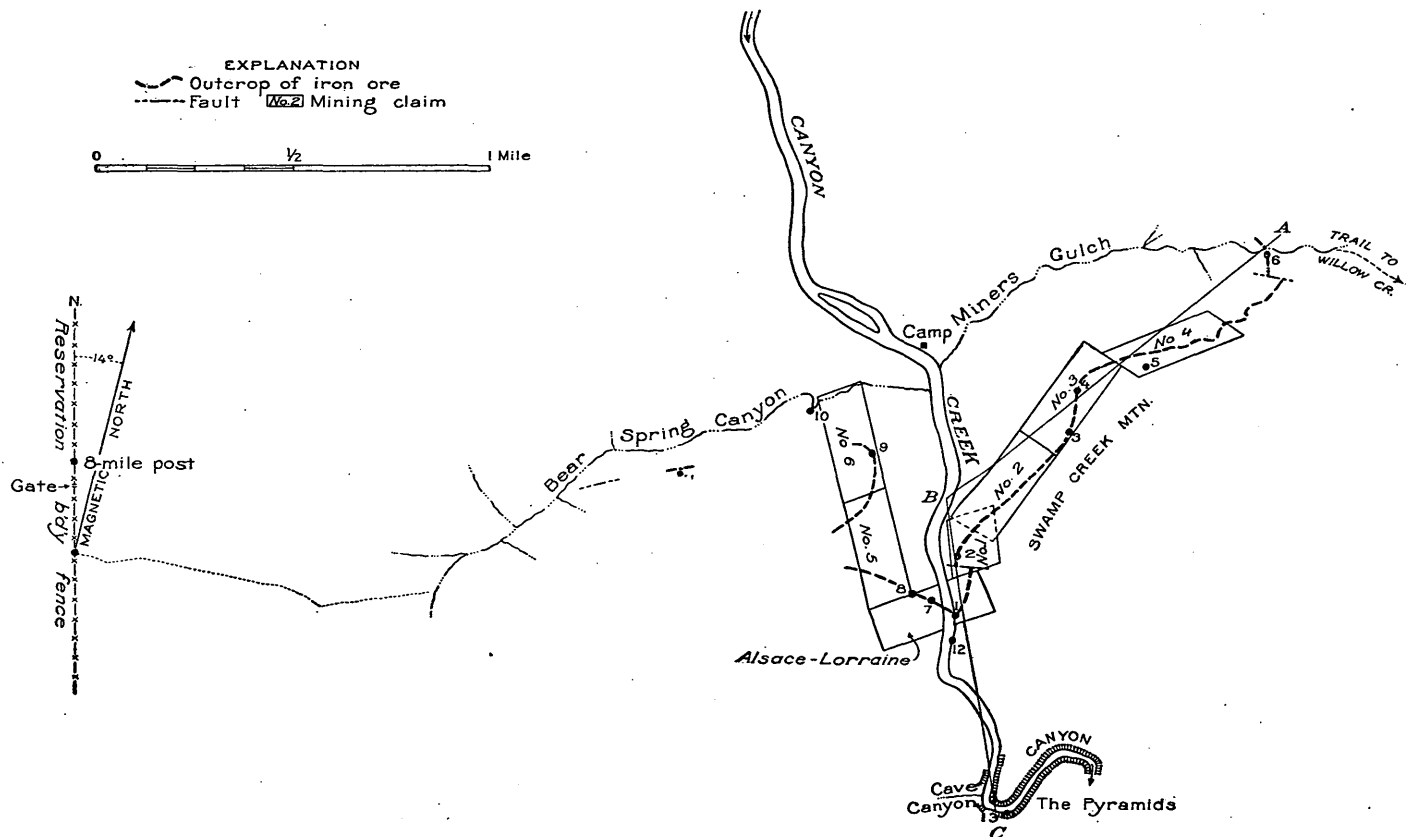 EXPLANATION
Outcrop of iron ore
Fault No.2 Mining claim
0 1/2 1 Mile
CANYON
CREEK
A
TRAIL TO
WILLOW CR.
6
Miners Gulch
Camp
N.
14°
MAGNETIC NORTH
Reservation bd'y fence
8-mile post
Gate
Bear Spring Canyon
10
No. 6
9
No. 5
8
7
1
12
B
No. 4
5
No. 3
4
3
No. 2
2
No. 1
SWAMP CREEK MTN.
11
Alsace-Lorraine
CANYON
Cave
Canyon
The Pyramids
13
C